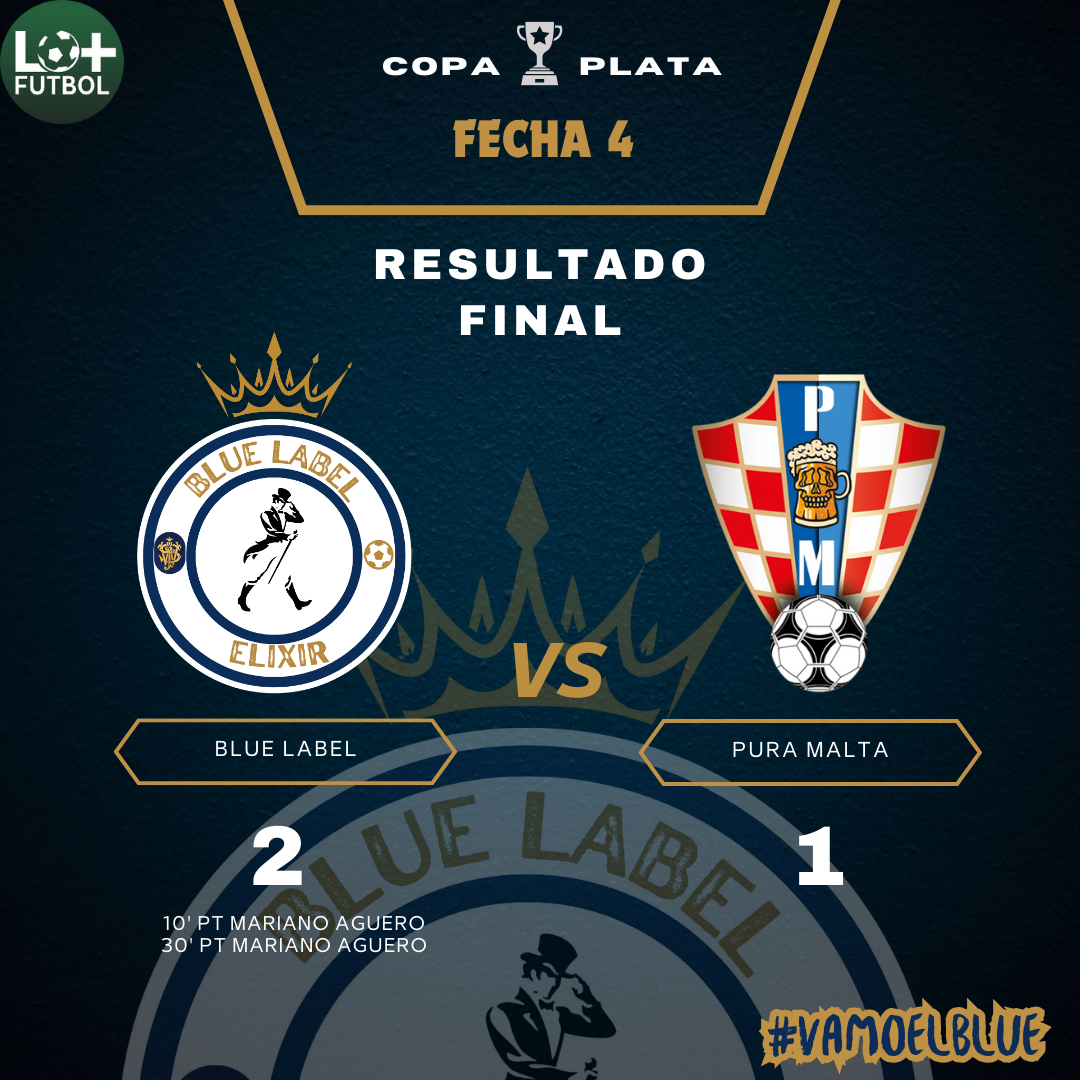 LO+
FUTBOL
COPA PLATA
FECHA 4
RESULTADO
FINAL
BLUE LABEL
ELIXIR
P
M
VS
BLUE LABEL
PURA MALTA
2
1
10' PT MARIANO AGUERO
30' PT MARIANO AGUERO
BLUE LABEL
#VAMOELBLUE